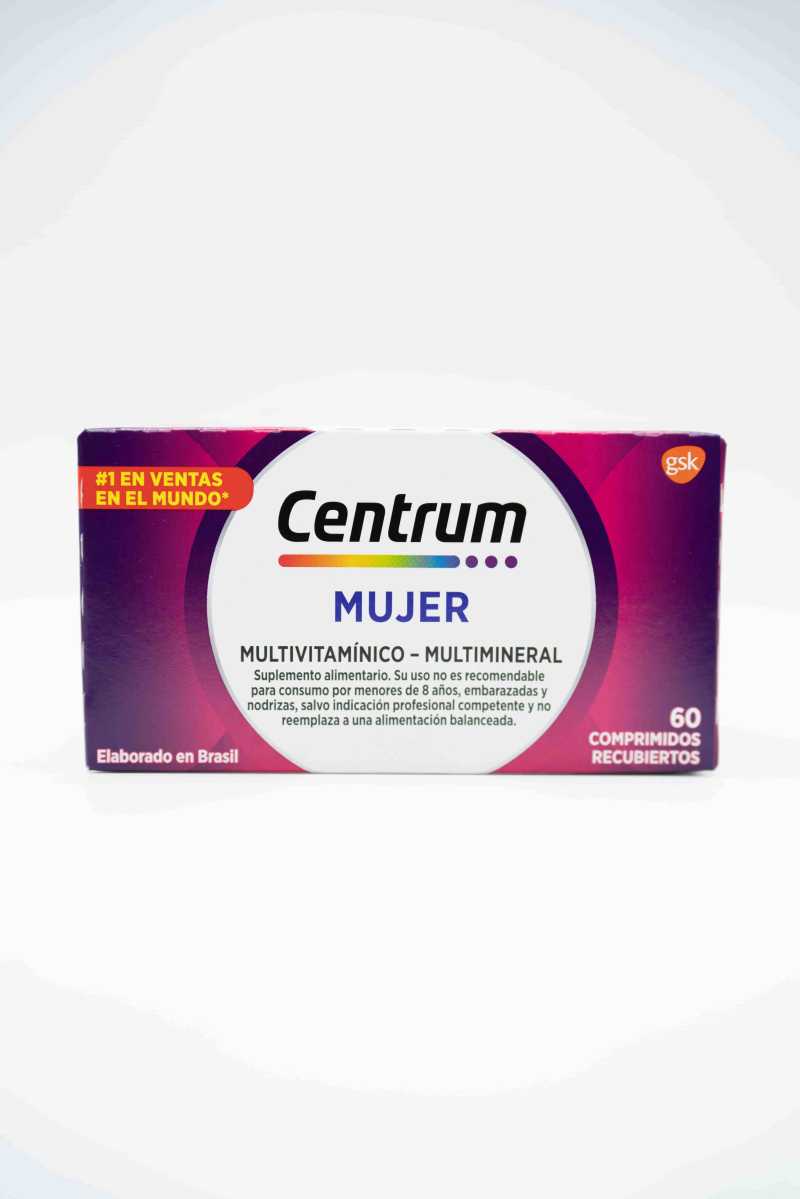 #1 EN VENTAS
EN EL MUNDO*
gsk
Centrum
MUJER
MULTIVITAMÍNICO – MULTIMINERAL
Suplemento alimentario. Su uso no es recomendable
para consumo por menores de 8 años, embarazadas y
nodrizas, salvo indicación profesional competente y no
reemplaza a una alimentación balanceada.
Elaborado en Brasil
60
COMPRIMIDOS
RECUBIERTOS